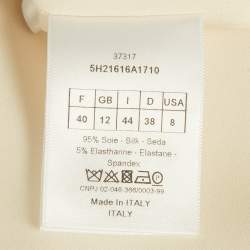 37317
5H21616A1710
F GB I D USA
40 12 44 38 8
95% Soie - Silk - Seda
5% Elasthanne - Elastane -
Spandex
CNPJ 02-046-366/0003-99
Made In ITALY
ITALY